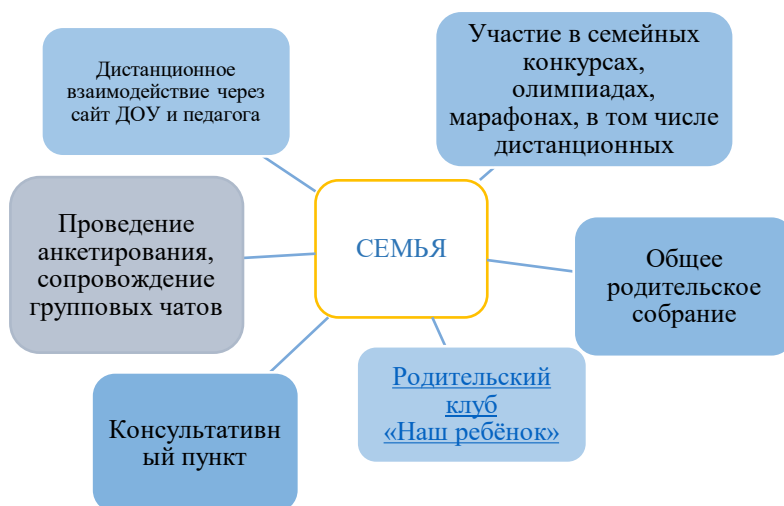 Дистанционное
взаимодействие через
сайт ДОУ и педагога
Участие в семейных
конкурсах,
олимпиадах,
марафонах, в том числе
дистанционных
Проведение
анкетирования,
сопровождение
групповых чатов
СЕМЬЯ
Общее
родительское
собрание
Консультативн
ый пункт
Родительский
клуб
«Наш ребёнок»